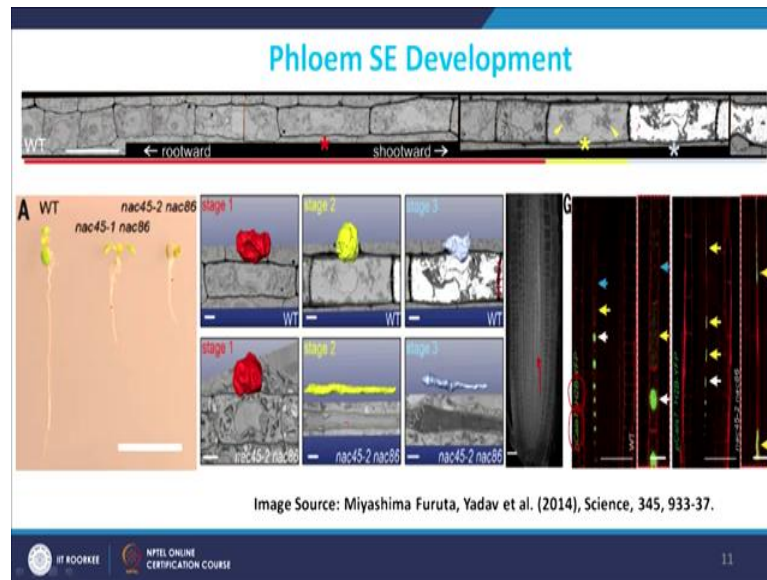 Phloem SE Development
WT
← rootward
shootward →
A
WT
nac45-2 nac86
nac45-1 nac86
stage 1
WT
stage 2
WT
stage 3
WT
stage 1
nac45-2 nac86
stage 2
nac45-2 nac86
stage 3
nac45-2 nac86
G
WT
nac45-2 nac86
Image Source: Miyashima Furuta, Yadav et al. (2014), Science, 345, 933-37.
IIT ROORKEE
NPTEL ONLINE
CERTIFICATION COURSE
11